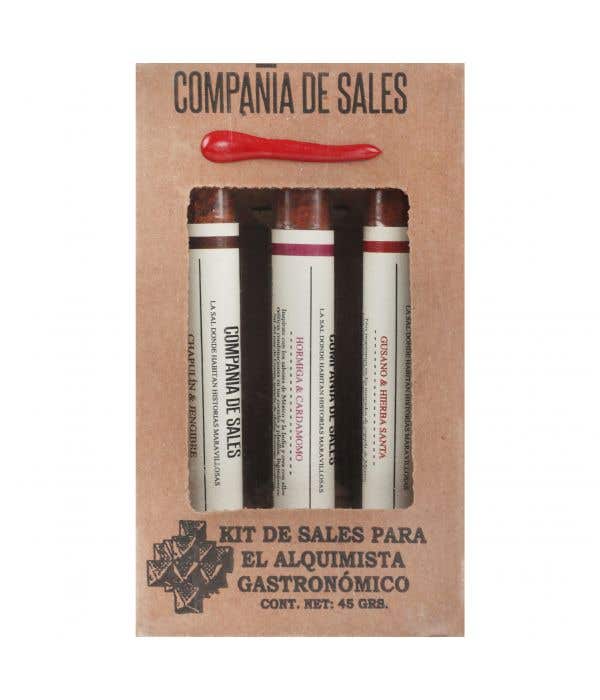 COMPAÑIA DE SALES
CHAPULÍN & JENGIBRE
LA SAL DONDE HABITAN HISTORIAS MARAVILLOSAS
COMPAÑIA DE SALES
HORMIGA & CARDAMOMO
LA SAL DONDE HABITAN HISTORIAS MARAVILLOSAS
COMPAÑIA DE SALES
GUSANO & HIERBA SANTA
LA SAL DONDE HABITAN HISTORIAS MARAVILLOSAS
KIT DE SALES PARA
EL ALQUIMISTA
GASTRONÓMICO
CONT. NET: 45 GRS.